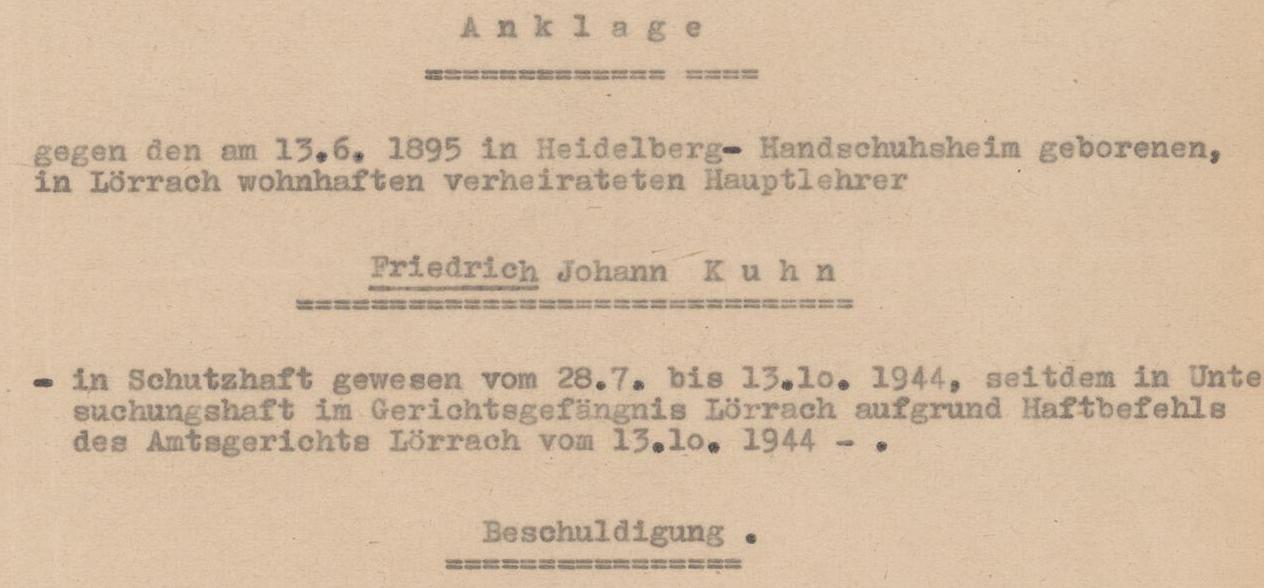 A n k l a g e
============= ====
gegen den am 13.6. 1895 in Heidelberg- Handschuhsheim geborenen,
in Lörrach wohnhaften verheirateten Hauptlehrer
Friedrich Johann K u h n
==============================
- in Schutzhaft gewesen vom 28.7. bis 13.lo. 1944, seitdem in Unte
suchungshaft im Gerichtsgefängnis Lörrach aufgrund Haftbefehls
des Amtsgerichts Lörrach vom 13.lo. 1944 - .
Beschuldigung .
================